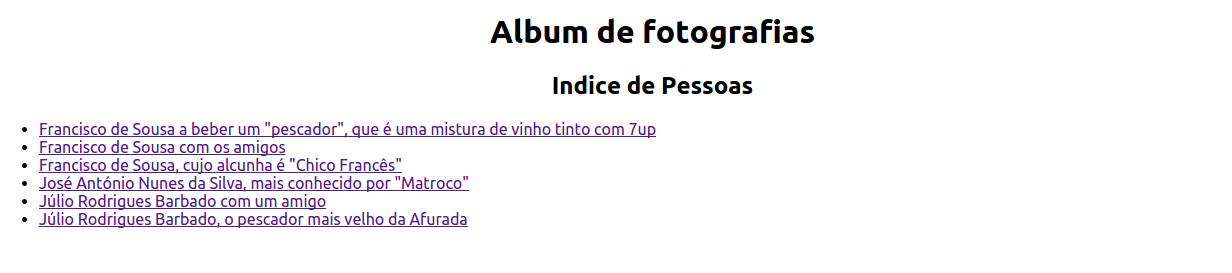 Album de fotografias
Indice de Pessoas
Francisco de Sousa a beber um "pescador", que é uma mistura de vinho tinto com 7up
Francisco de Sousa com os amigos
Francisco de Sousa, cujo alcunha é "Chico Francês"
José António Nunes da Silva, mais conhecido por "Matroco"
Júlio Rodrigues Barbado com um amigo
Júlio Rodrigues Barbado, o pescador mais velho da Afurada